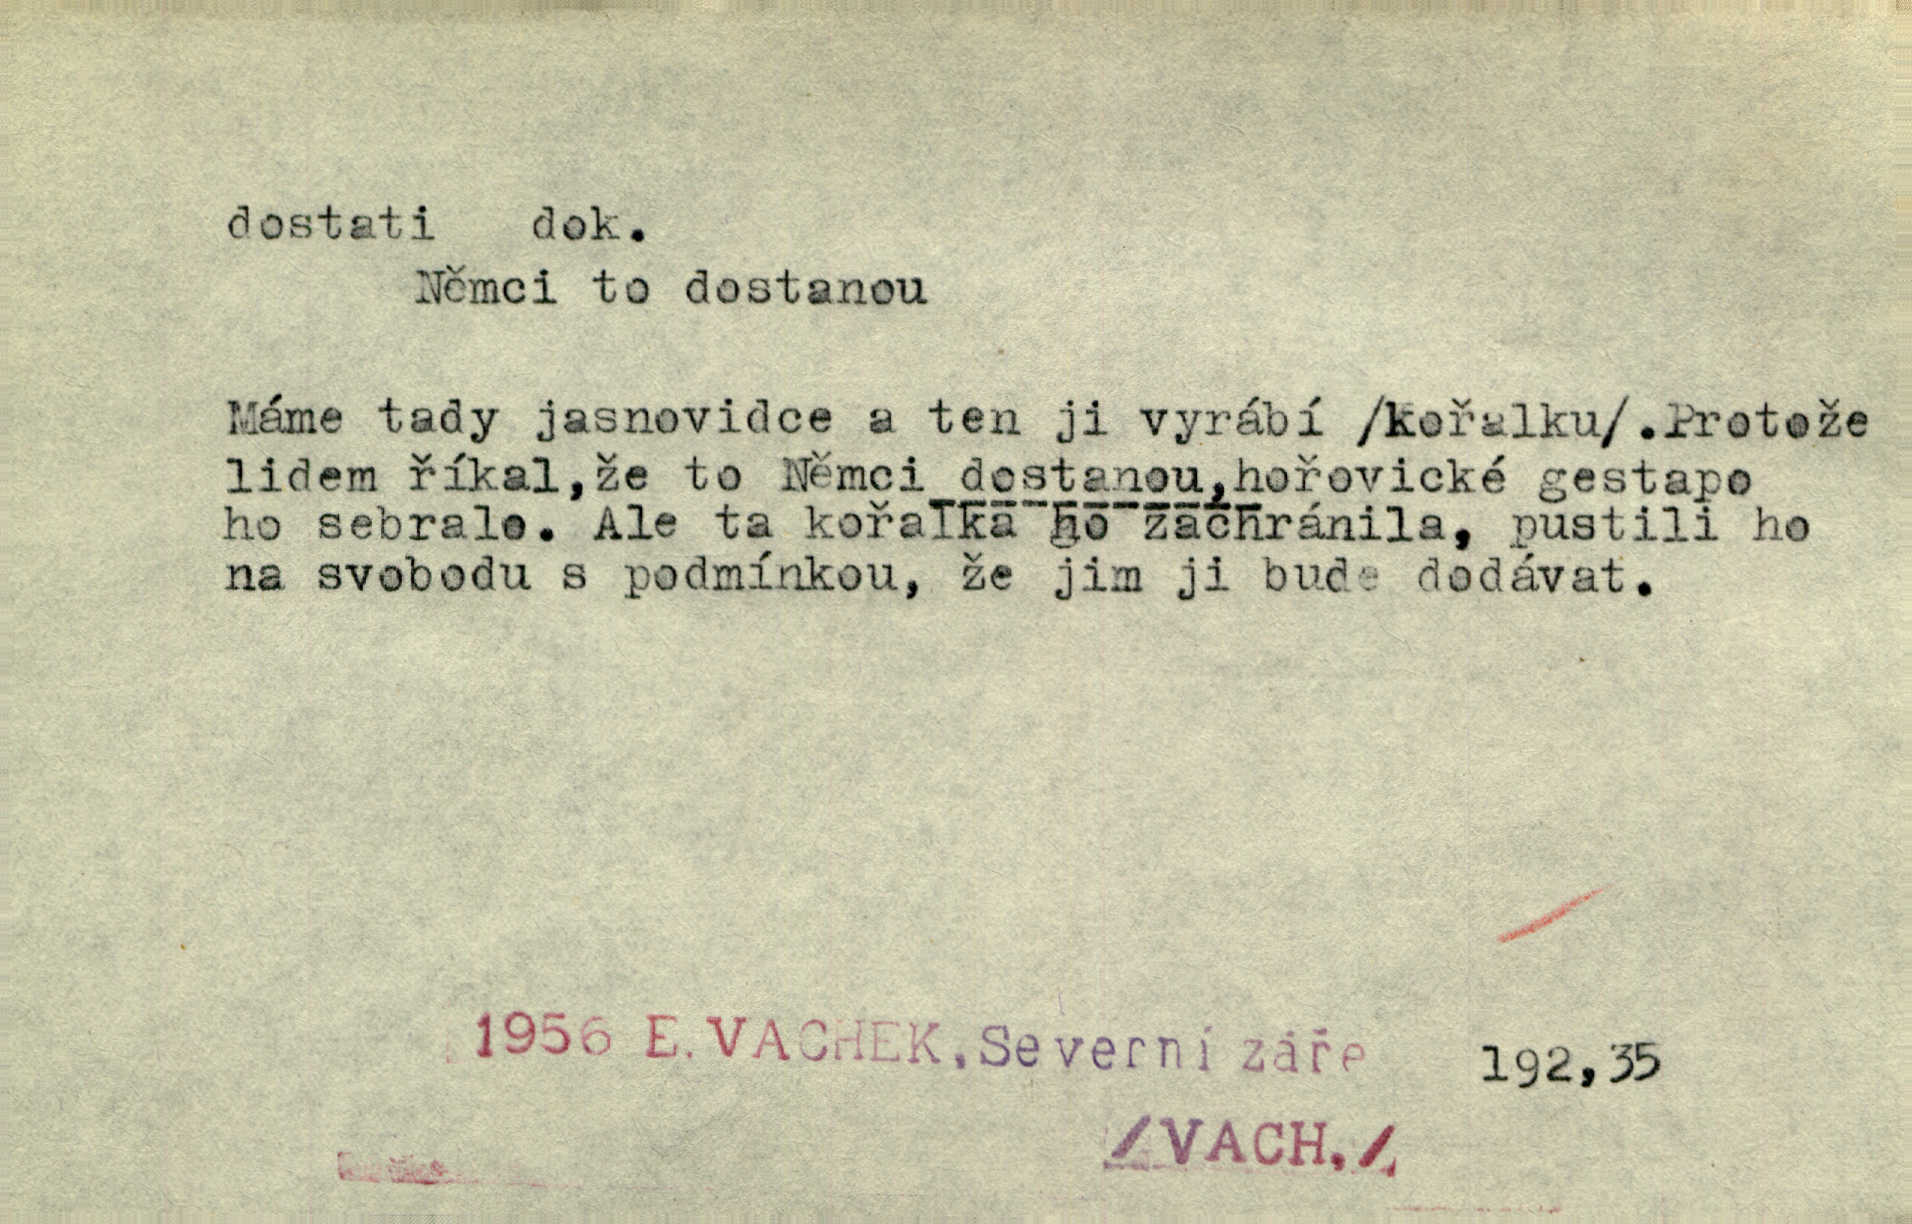 dostati dok.
Němci to dostanou
Máme tady jasnovidce a ten ji vyrábí /kořalku/.Protože
lidem říkal,že to Němci dostanou,hořovické gestapo
ho sebralo. Ale ta kořalka ho zachránila, pustili ho
na svobodu s podmínkou, že jim ji bude dodávat.
1956 E.VACHEK,Severní záře 192,35
/VACH./